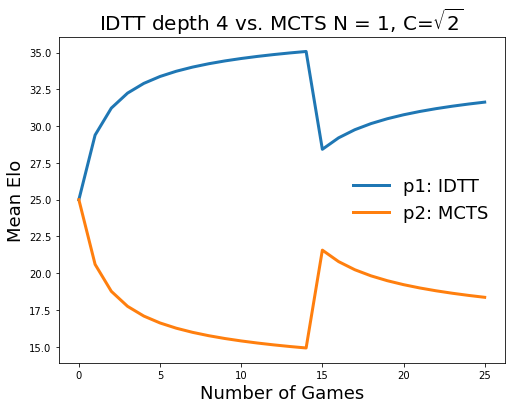 IDTT depth 4 vs. MCTS N = 1, C=√2
35.0
32.5
30.0
27.5
25.0
22.5
20.0
17.5
15.0
Mean Elo
p1: IDTT
p2: MCTS
0 5 10 15 20 25
Number of Games